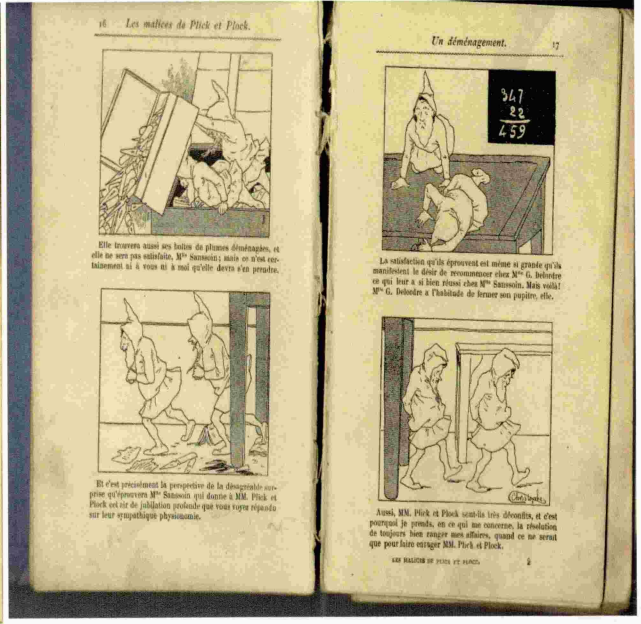 16 Les malices de Plick et Plock.
Elle trouvera aussi ses boîtes de plumes déménagées, et
elle ne sera pas satisfaite, Mlle Sanssoin ; mais ce n'est cer-
tainement ni à vous ni à moi qu'elle devra s'en prendre.
Et c'est précisément la perspective de la désagréable sur-
prise qu'éprouvera Mlle Sanssoin qui donne à MM. Plick et
Plock cet air de jubilation profonde que vous voyez répandu
sur leur sympathique physionomie.
Un déménagement. 17
347
22
459
La satisfaction qu'ils éprouvent est même si grande qu'ils
manifestent le désir de recommencer chez Mlle G. Delordre
ce qui leur a si bien réussi chez Mlle Sanssoin. Mais voilà!
Mlle G. Delordre a l'habitude de fermer son pupitre, elle.
Christophe
Aussi, MM. Plick et Plock sont-ils très déconfits, et c'est
pourquoi je prends, en ce qui me concerne, la résolution
de toujours bien ranger mes affaires, quand ce ne serait
que pour faire enrager MM. Plick et Plock.
LES MALICES DE PLICK ET PLOCK. 2